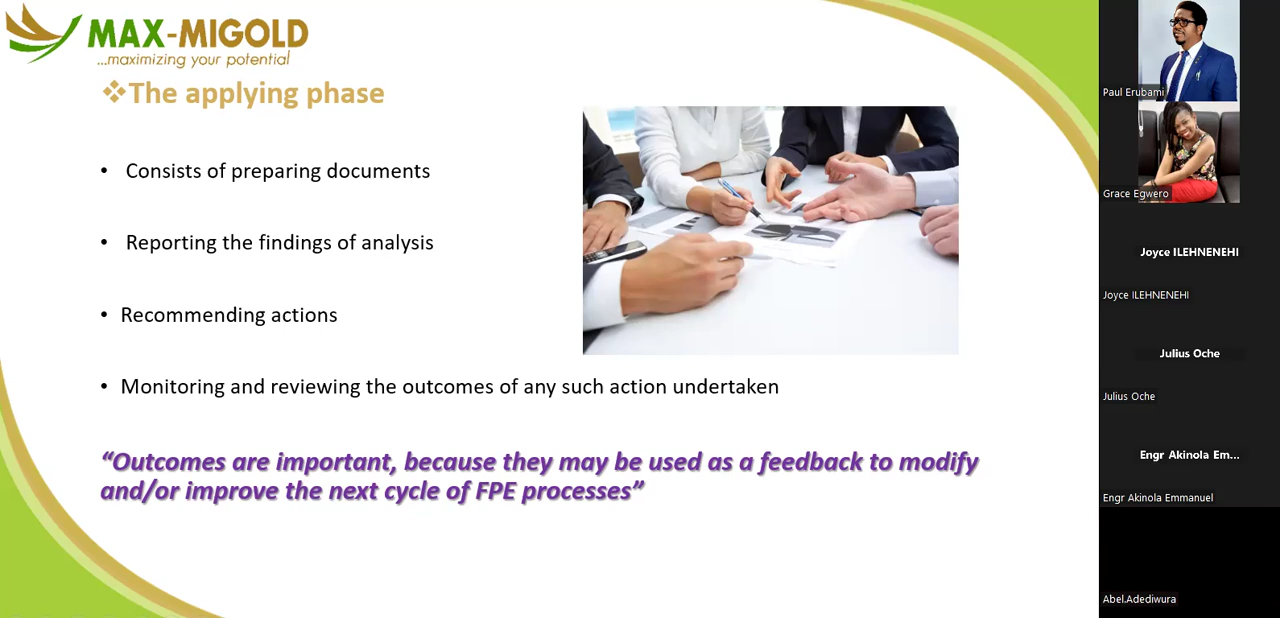 MAX-MIGOLD
...maximizing your potential
❖The applying phase
• Consists of preparing documents
• Reporting the findings of analysis
• Recommending actions
• Monitoring and reviewing the outcomes of any such action undertaken
“Outcomes are important, because they may be used as a feedback to modify
and/or improve the next cycle of FPE processes”
Paul Erubami
Grace Egwero
Joyce ILEHNENEHI
Joyce ILEHNENEHI
Julius Oche
Julius Oche
Engr Akinola Em...
Engr Akinola Emmanuel
Abel.Adediwura